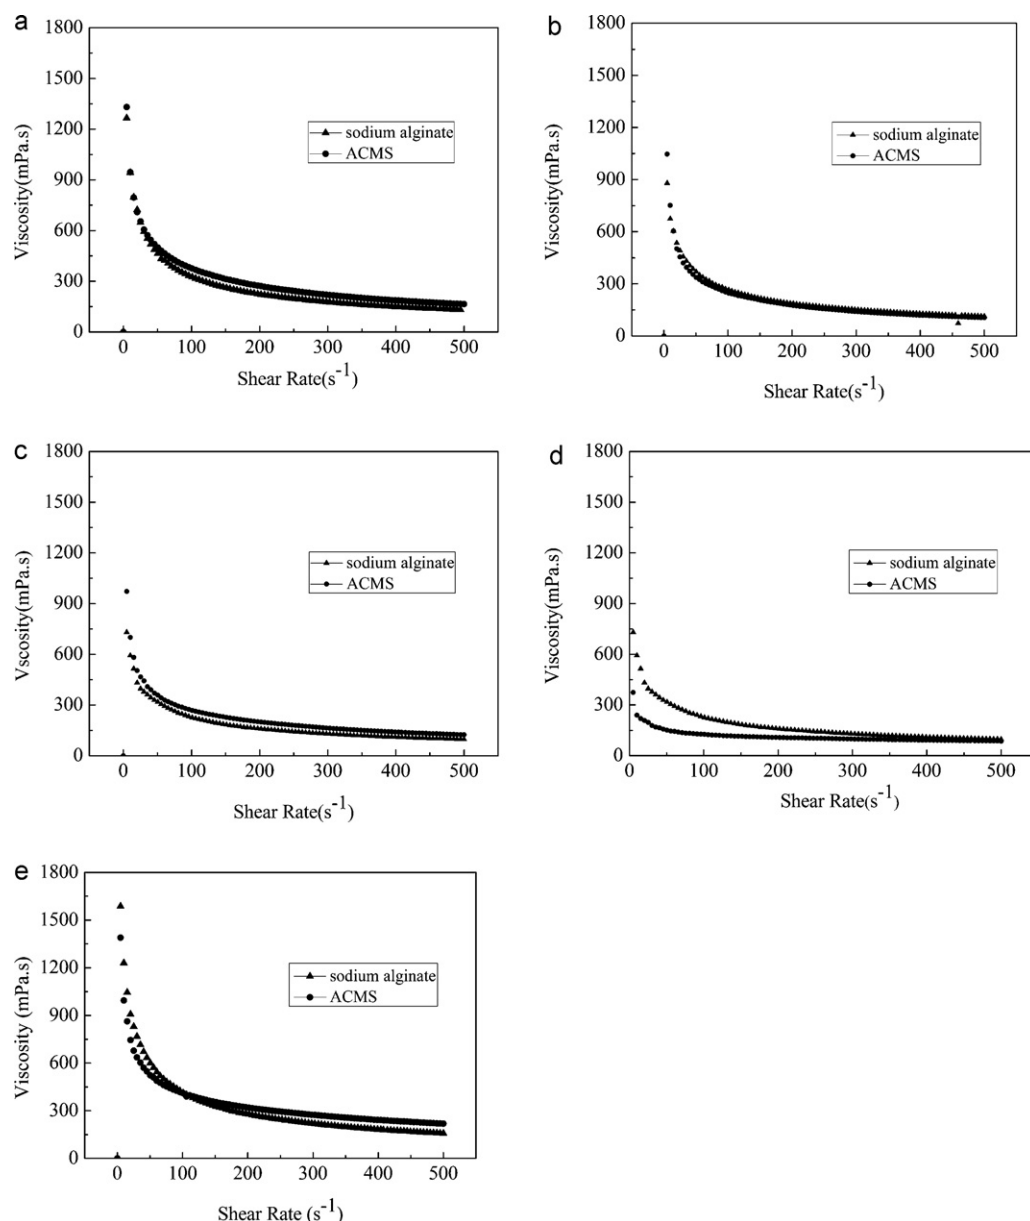 a
1800
1500
1200
900
600
300
0
Viscosity(mPa.s)
sodium alginate
ACMS
0 100 200 300 400 500
Shear Rate(s-1)
b
1800
1500
1200
900
600
300
0
Viscosity(mPa.s)
sodium alginate
ACMS
0 100 200 300 400 500
Shear Rate(s-1)
c
1800
1500
1200
900
600
300
0
Vscosity(mPa.s)
sodium alginate
ACMS
0 100 200 300 400 500
Shear Rate(s-1)
d
1800
1500
1200
900
600
300
0
Viscosity(mPa.s)
sodium alginate
ACMS
0 100 200 300 400 500
Shear Rate(s-1)
e
1800
1500
1200
900
600
300
0
Viscosity (mPa.s)
sodium alginate
ACMS
0 100 200 300 400 500
Shear Rate (s-1)